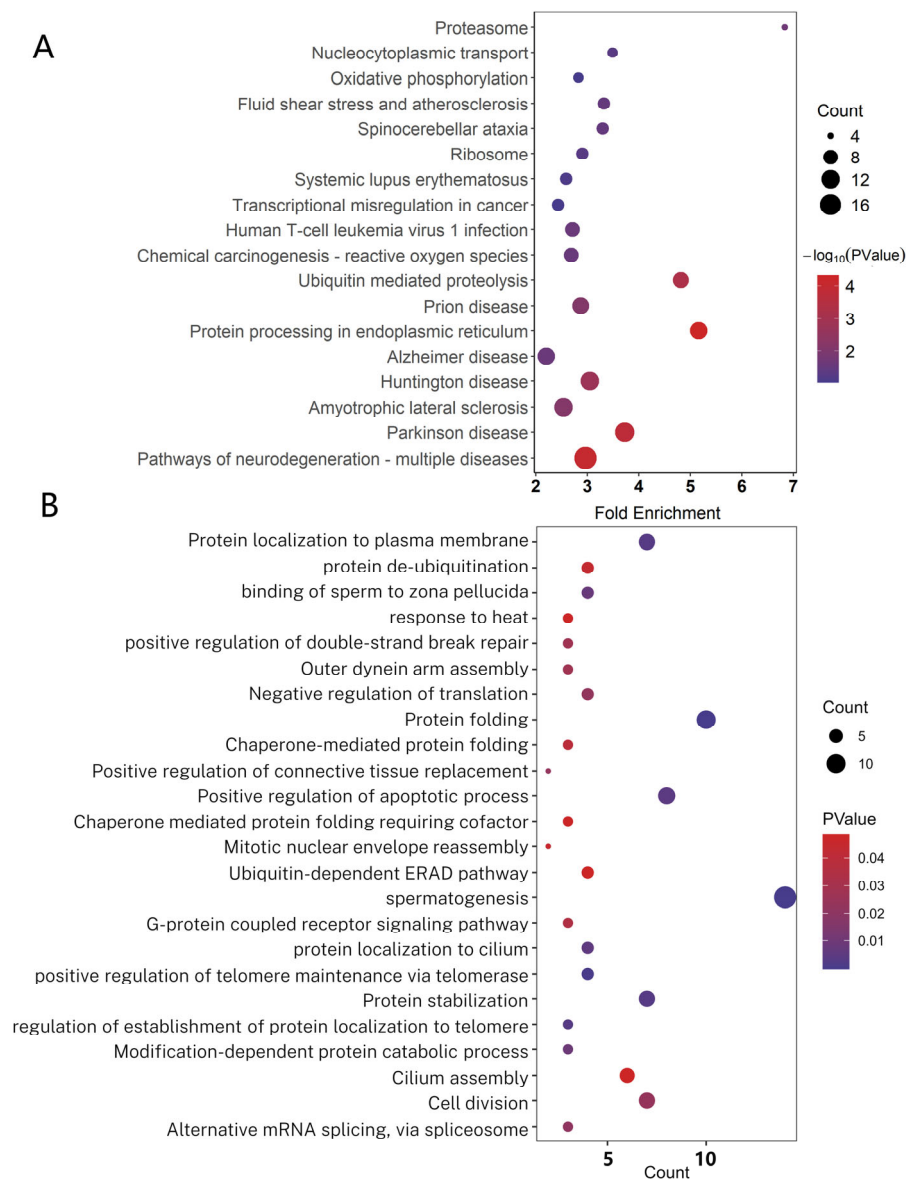 A
Proteasome
Nucleocytoplasmic transport
Oxidative phosphorylation
Fluid shear stress and atherosclerosis
Spinocerebellar ataxia
Ribosome
Systemic lupus erythematosus
Transcriptional misregulation in cancer
Human T-cell leukemia virus 1 infection
Chemical carcinogenesis - reactive oxygen species
Ubiquitin mediated proteolysis
Prion disease
Protein processing in endoplasmic reticulum
Alzheimer disease
Huntington disease
Amyotrophic lateral sclerosis
Parkinson disease
Pathways of neurodegeneration - multiple diseases
2 3 4 5 6 7
Fold Enrichment
Count
4
8
12
16
−log10(PValue)
4
3
2
B
Protein localization to plasma membrane
protein de-ubiquitination
binding of sperm to zona pellucida
response to heat
positive regulation of double-strand break repair
Outer dynein arm assembly
Negative regulation of translation
Protein folding
Chaperone-mediated protein folding
Positive regulation of connective tissue replacement
Positive regulation of apoptotic process
Chaperone mediated protein folding requiring cofactor
Mitotic nuclear envelope reassembly
Ubiquitin-dependent ERAD pathway
spermatogenesis
G-protein coupled receptor signaling pathway
protein localization to cilium
positive regulation of telomere maintenance via telomerase
Protein stabilization
regulation of establishment of protein localization to telomere
Modification-dependent protein catabolic process
Cilium assembly
Cell division
Alternative mRNA splicing, via spliceosome
5 10
Count
Count
5
10
PValue
0.04
0.03
0.02
0.01